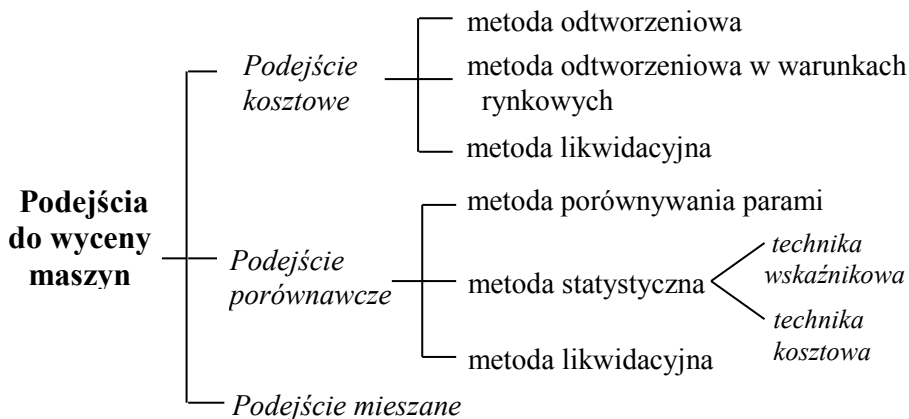 metoda odtworzeniowa
Podejście
kosztowe
metoda odtworzeniowa w warunkach
rynkowych
metoda likwidacyjna
Podejścia
do wyceny
maszyn
metoda porównywania parami
Podejście
porównawcze
metoda statystyczna
technika
wskaźnikowa
technika
kosztowa
metoda likwidacyjna
Podejście mieszane